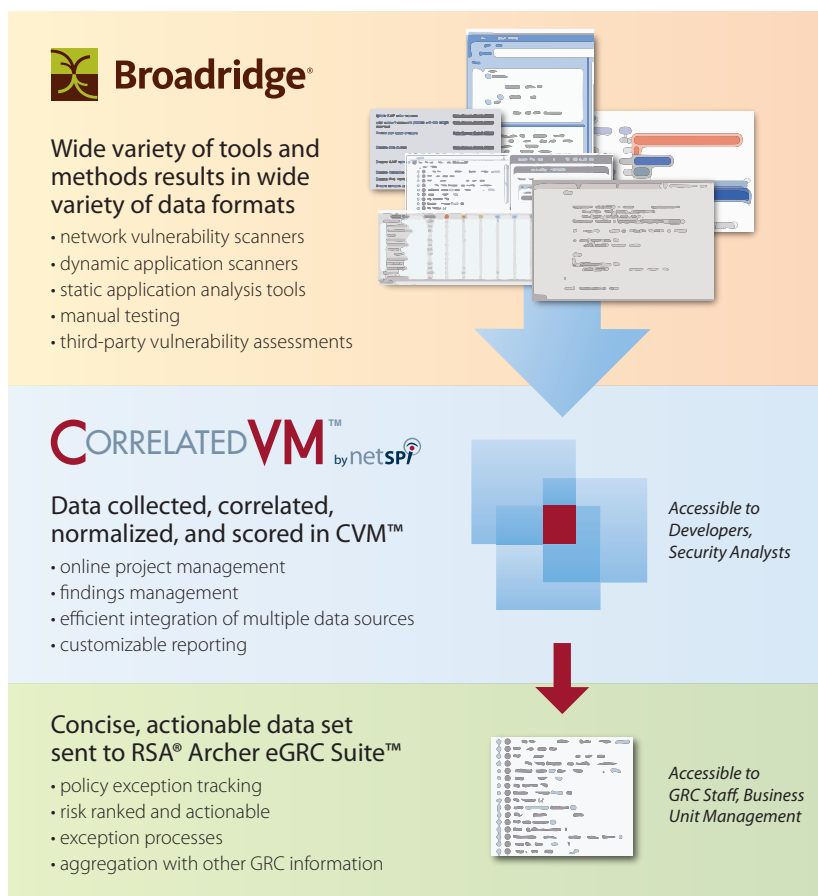 Broadridge®
Wide variety of tools and
methods results in wide
variety of data formats
• network vulnerability scanners
• dynamic application scanners
• static application analysis tools
• manual testing
• third-party vulnerability assessments
CORRELATEDVM™
by netSPI
Data collected, correlated,
normalized, and scored in CVM™
• online project management
• findings management
• efficient integration of multiple data sources
• customizable reporting
Accessible to
Developers,
Security Analysts
Concise, actionable data set
sent to RSA® Archer eGRC Suite™
• policy exception tracking
• risk ranked and actionable
• exception processes
• aggregation with other GRC information
Accessible to
GRC Staff, Business
Unit Management